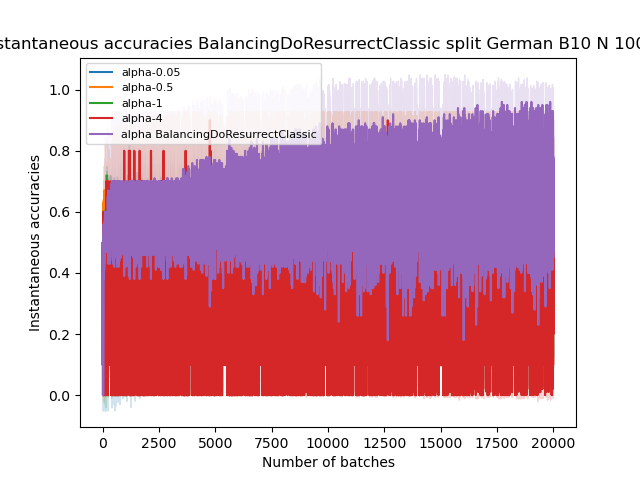 stantaneous accuracies BalancingDoResurrectClassic split German B10 N 100
alpha-0.05
alpha-0.5
alpha-1
alpha-4
alpha BalancingDoResurrectClassic
1.0
0.8
0.6
0.4
0.2
0.0
Instantaneous accuracies
0 2500 5000 7500 10000 12500 15000 17500 20000
Number of batches